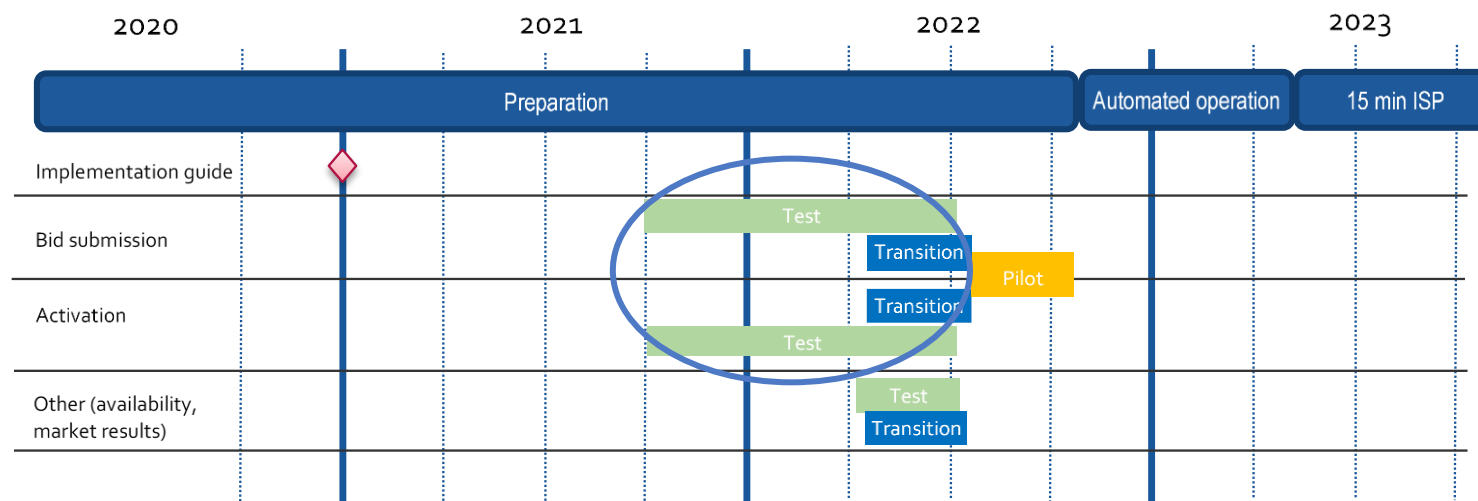 2020
2021
2022
2023
Preparation
Automated operation
15 min ISP
Implementation guide
Test
Bid submission
Transition
Pilot
Activation
Transition
Test
Other (availability,
market results)
Test
Transition